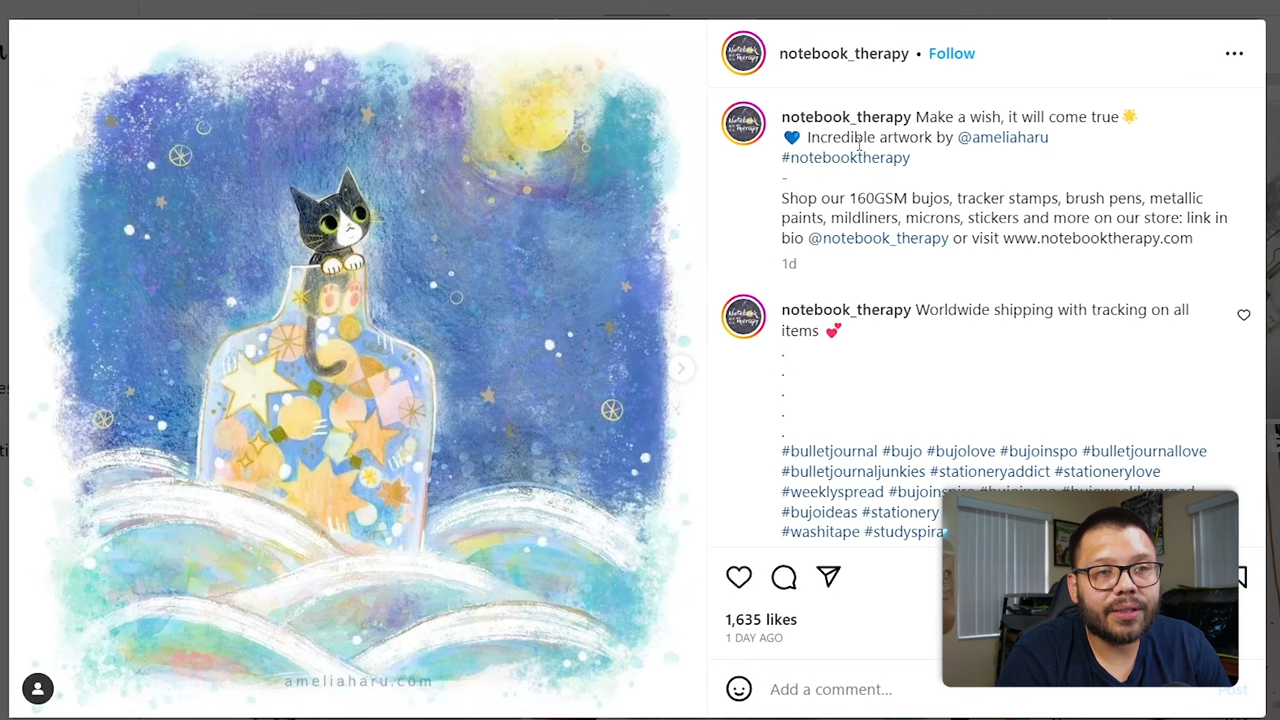 notebook_therapy • Follow
notebook_therapy Make a wish, it will come true🌟
💙 Incredible artwork by @ameliaharu
#notebooktherapy
-
Shop our 160GSM bujos, tracker stamps, brush pens, metallic
paints, mildliners, microns, stickers and more on our store: link in
bio @notebook_therapy or visit www.notebooktherapy.com
1d
notebook_therapy Worldwide shipping with tracking on all
items 💕
.
.
.
.
.
#bulletjournal #bujo #bujolove #bujoinspo #bulletjournallove
#bulletjournaljunkies #stationeryaddict #stationerylove
#weeklyspread
#bujoideas #stationery
#washitape #studyspira
1,635 likes
1 DAY AGO
Add a comment...
Post
ameliaharu.com